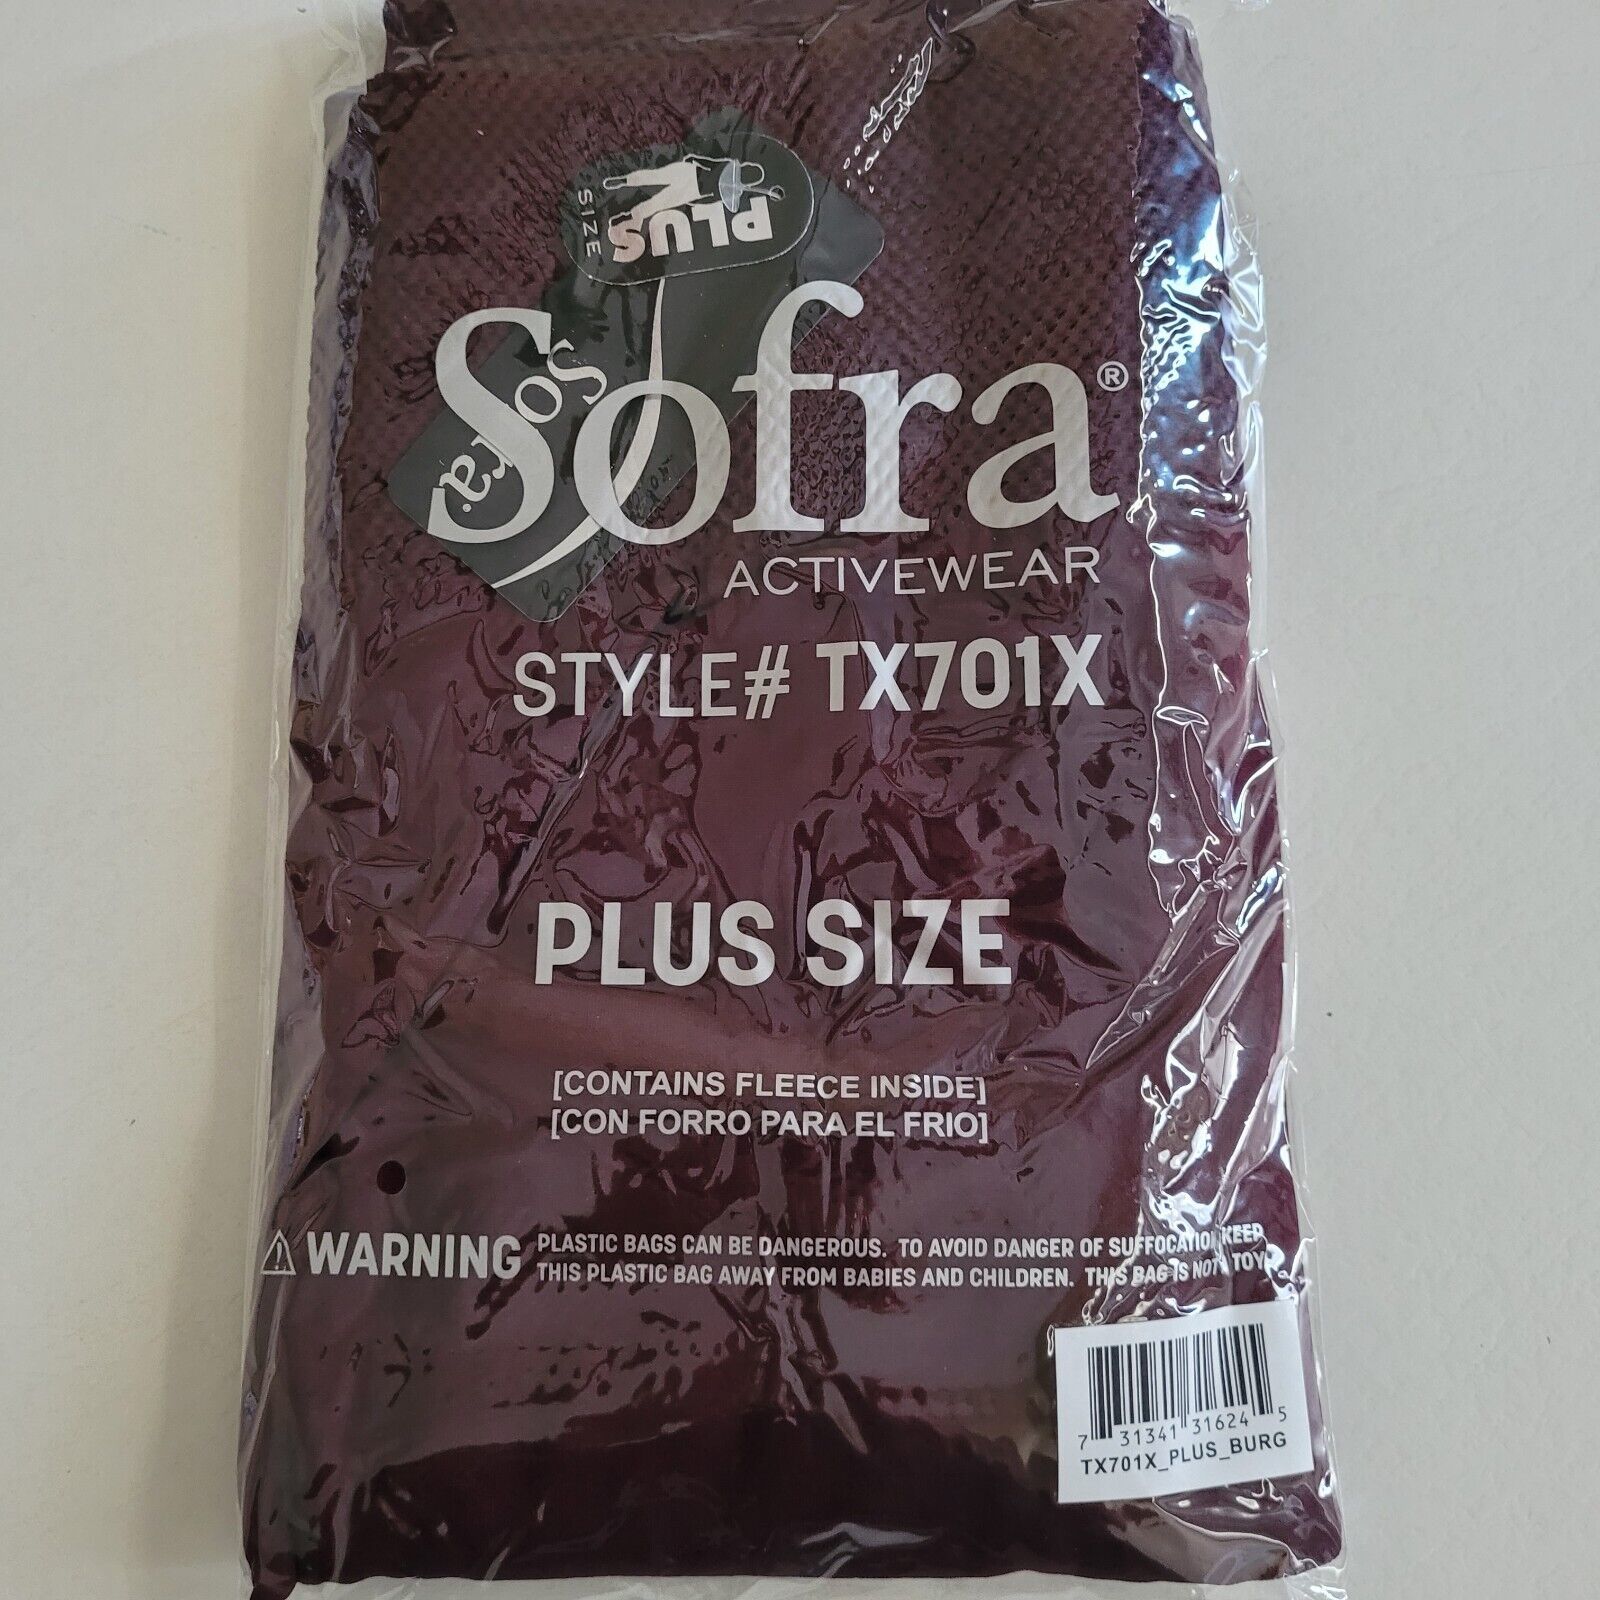 PLUS
SIZE
Sofra®
Sofra
ACTIVEWEAR
STYLE# TX701X
PLUS SIZE
[CONTAINS FLEECE INSIDE]
[CON FORRO PARA EL FRIO]
WARNING
PLASTIC BAGS CAN BE DANGEROUS. TO AVOID DANGER OF SUFFOCATION KEEP
THIS PLASTIC BAG AWAY FROM BABIES AND CHILDREN. THIS BAG IS NOT A TOY.
7 31341 31624 5
TX701X_PLUS_BURG